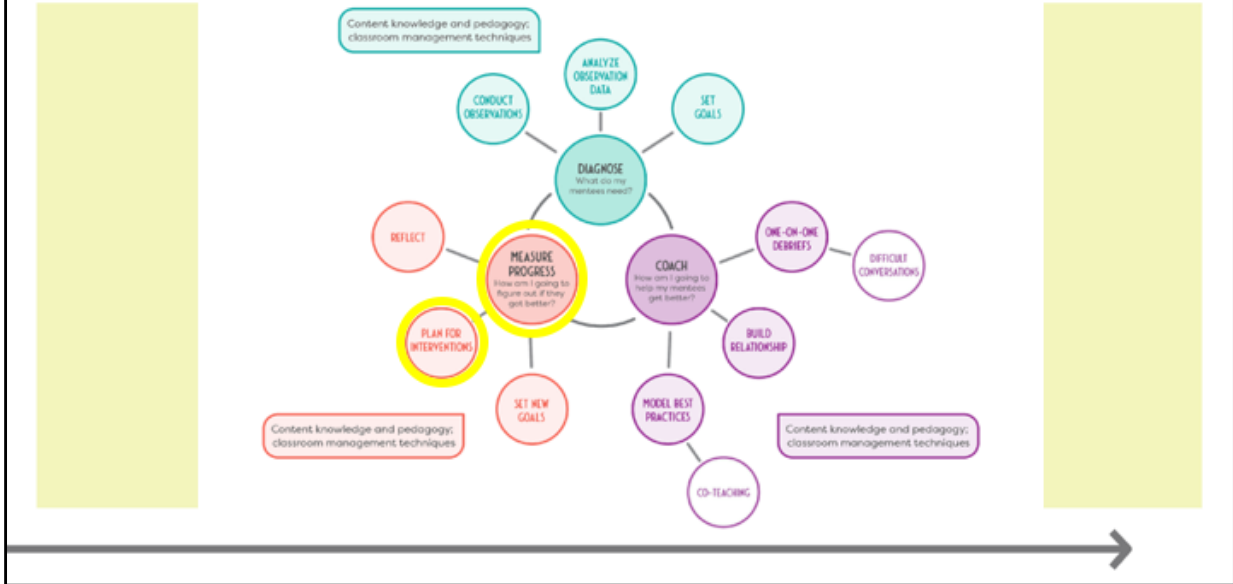 Content knowledge and pedagogy;
classroom management techniques
ANALYZE
OBSERVATION
DATA
CONDUCT
OBSERVATIONS
SET
GOALS
DIAGNOSE
What do my
mentees need?
REFLECT
MEASURE
PROGRESS
How am I going to
figure out if they
got better?
COACH
How am I going to
help my mentees
get better?
ONE-ON-ONE
DEBRIEFS
DIFFICULT
CONVERSATIONS
PLAN FOR
INTERVENTIONS
BUILD
RELATIONSHIP
SET NEW
GOALS
MODEL BEST
PRACTICES
Content knowledge and pedagogy;
classroom management techniques
Content knowledge and pedagogy;
classroom management techniques
CO-TEACHING